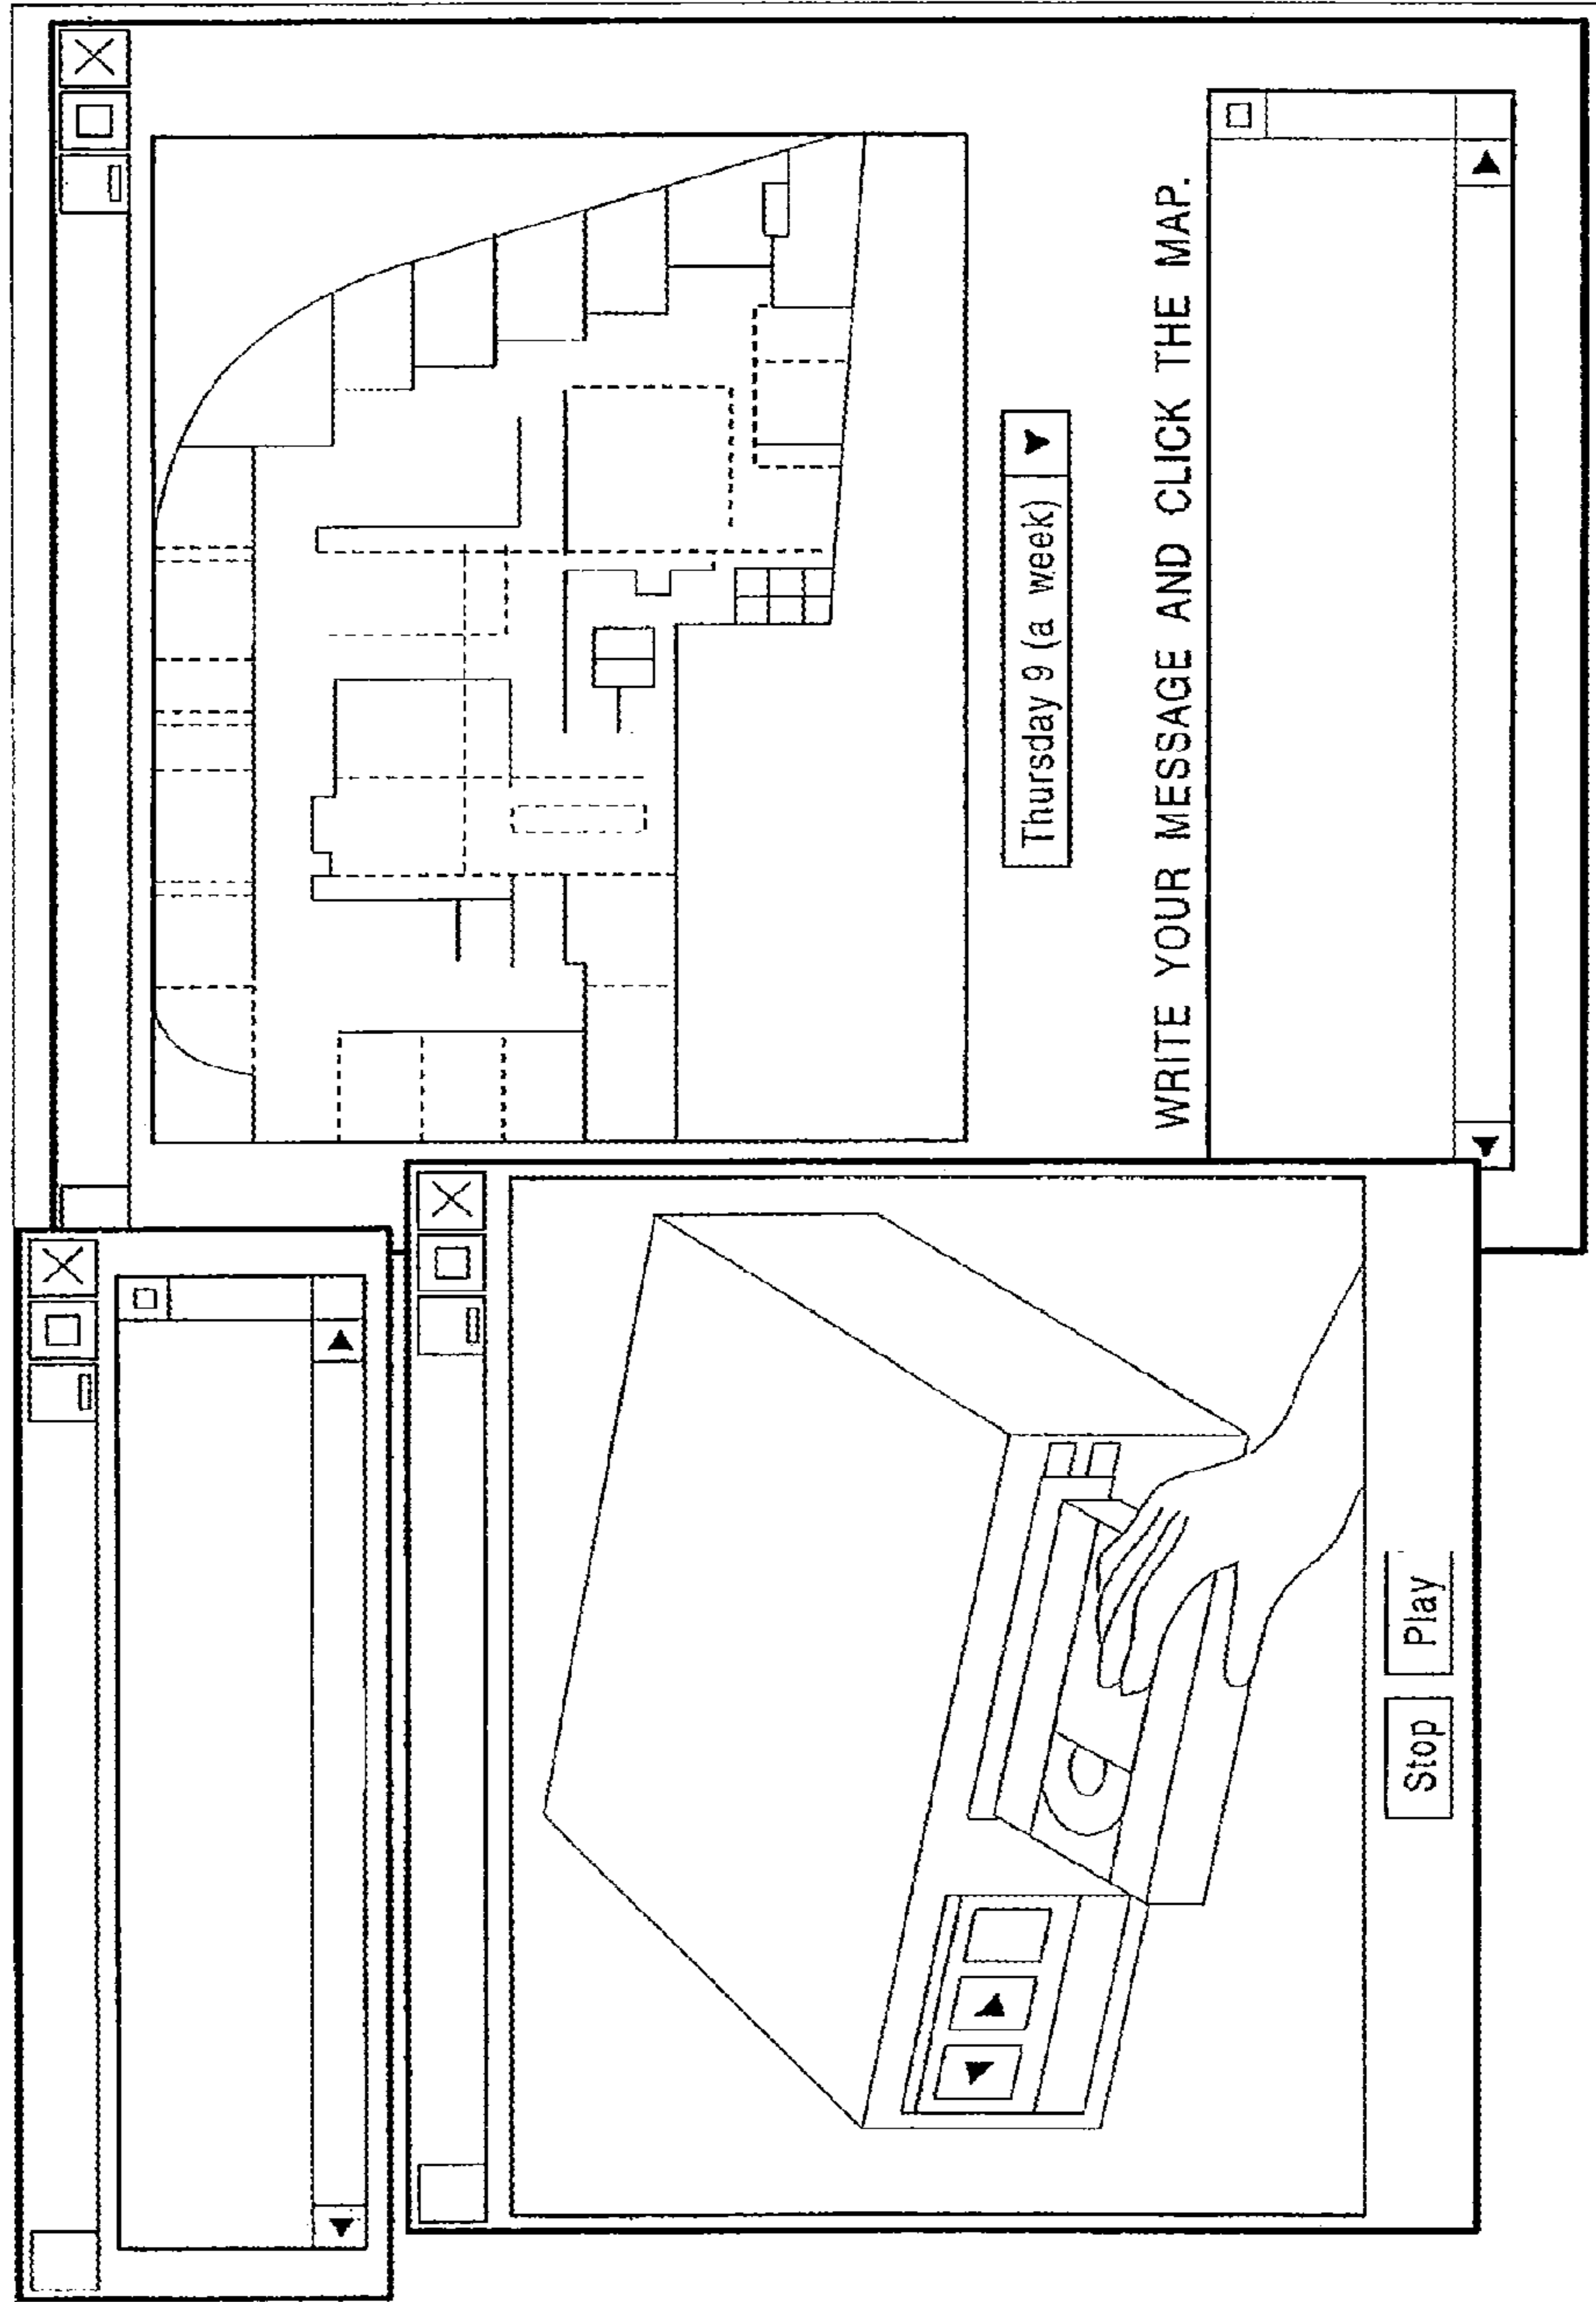 Thursday 9 (a week)
WRITE YOUR MESSAGE AND CLICK THE MAP.
Stop
Play